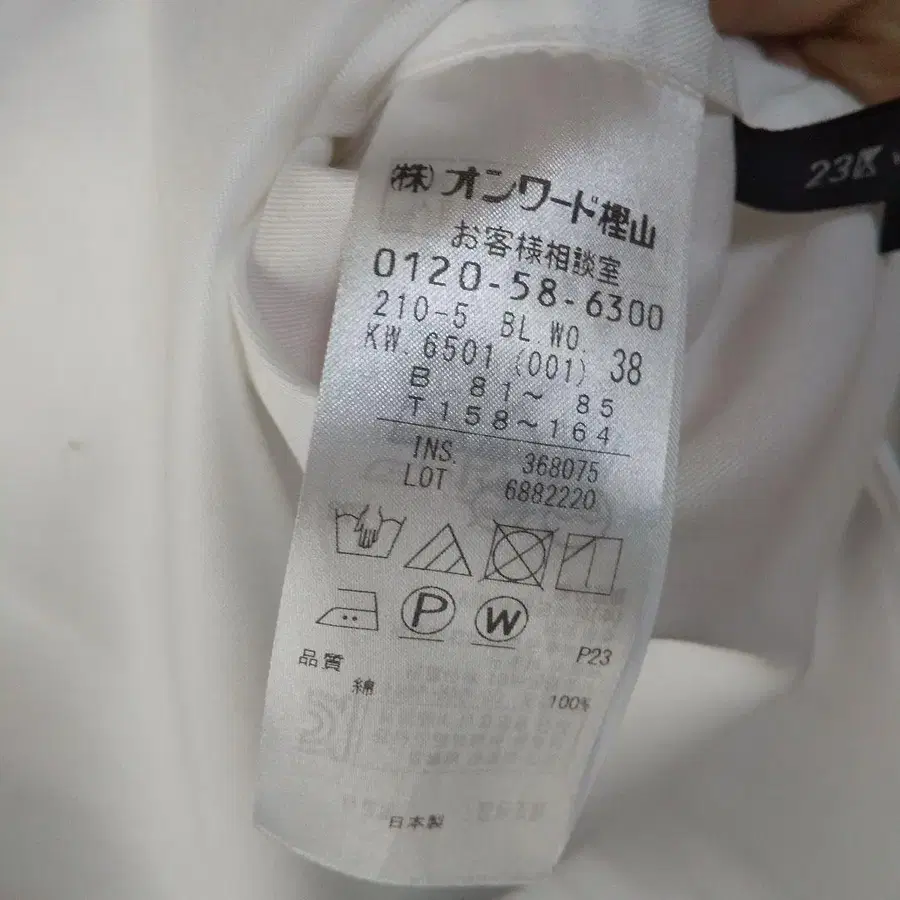 ㈱オンワード樫山
お客様相談室
0120-58-6300
210-5 BL.WO.
KW.6501(001) 38
B 81～ 85
T158～164
INS. 368075
LOT 6882220
P
W
P23
品質
綿 100%
日本製
23区